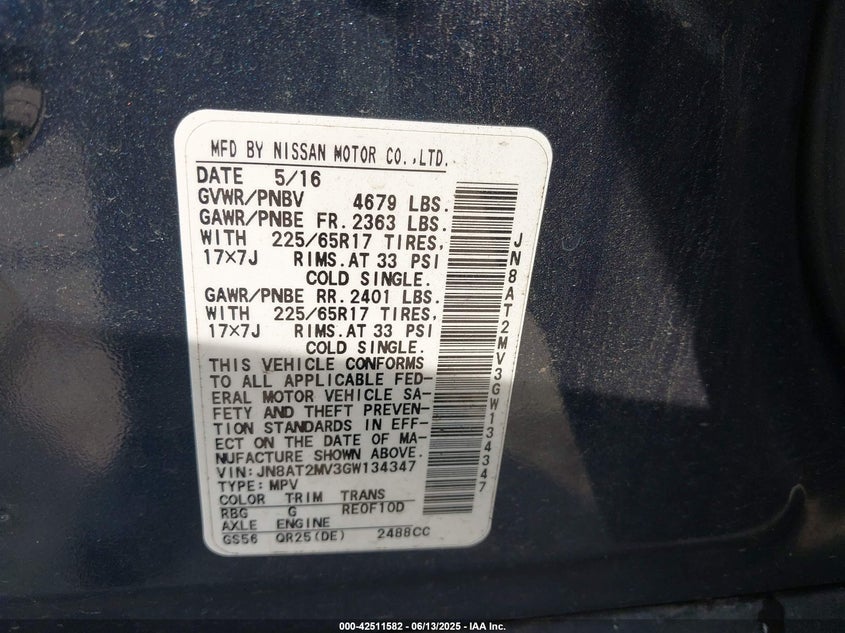 MFD BY NISSAN MOTOR CO.,LTD.
DATE 5/16
GVWR/PNBV 4679 LBS.
GAWR/PNBE FR. 2363 LBS.
WITH 225/65R17 TIRES,
17×7J RIMS.AT 33 PSI
COLD SINGLE.
GAWR/PNBE RR. 2401 LBS.
WITH 225/65R17 TIRES,
17×7J RIMS.AT 33 PSI
COLD SINGLE.
THIS VEHICLE CONFORMS
TO ALL APPLICABLE FED-
ERAL MOTOR VEHICLE SA-
FETY AND THEFT PREVEN-
TION STANDARDS IN EFF-
ECT ON THE DATE OF MA-
NUFACTURE SHOWN ABOVE.
VIN:JN8AT2MV3GW134347
TYPE:MPV
COLOR TRIM TRANS
RBG G RE0F10D
AXLE ENGINE
GS56 QR25(DE) 2488CC
JN8AT2MV3GW134347
000-42511582 - 06/13/2025 - IAA Inc.